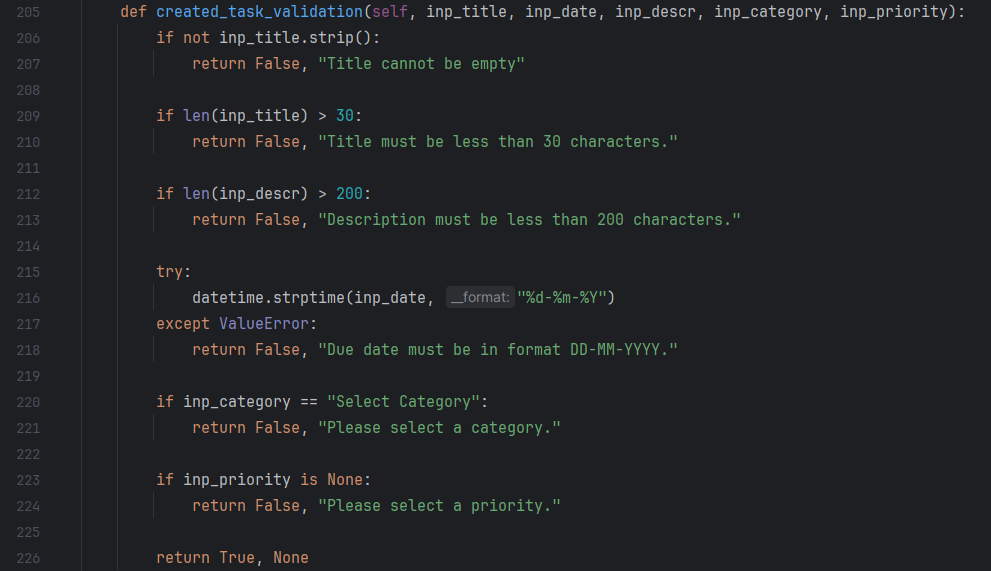 205 def created_task_validation(self, inp_title, inp_date, inp_descr, inp_category, inp_priority):
206 if not inp_title.strip():
207 return False, "Title cannot be empty"
208
209 if len(inp_title) > 30:
210 return False, "Title must be less than 30 characters."
211
212 if len(inp_descr) > 200:
213 return False, "Description must be less than 200 characters."
214
215 try:
216 datetime.strptime(inp_date, __format: "%d-%m-%Y")
217 except ValueError:
218 return False, "Due date must be in format DD-MM-YYYY."
219
220 if inp_category == "Select Category":
221 return False, "Please select a category."
222
223 if inp_priority is None:
224 return False, "Please select a priority."
225
226 return True, None